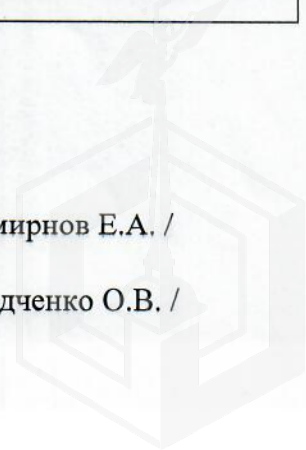 мирнов Е.А. /
дченко О.В. /